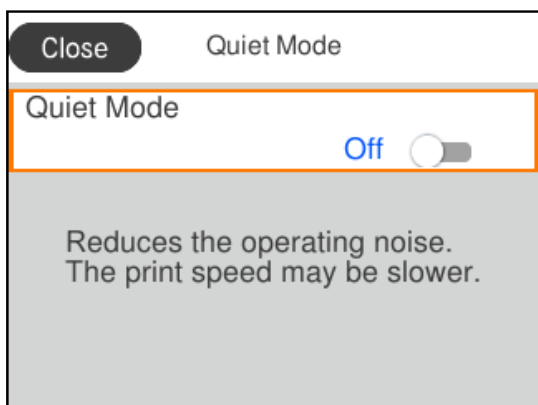 Close
Quiet Mode
Quiet Mode
Off
Reduces the operating noise.
The print speed may be slower.